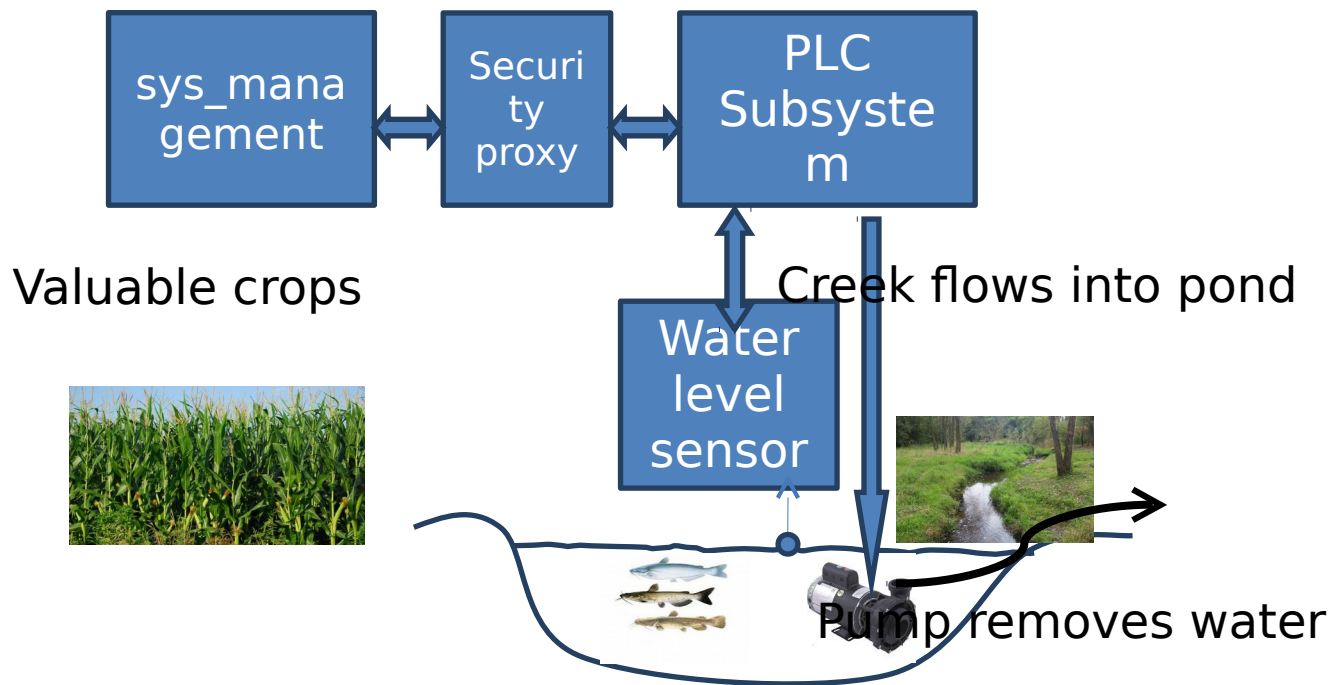 sys_mana
gement
Securi
ty
proxy
PLC
Subsyste
m
Valuable crops
Creek flows into pond
Water
level
sensor
Pump removes water